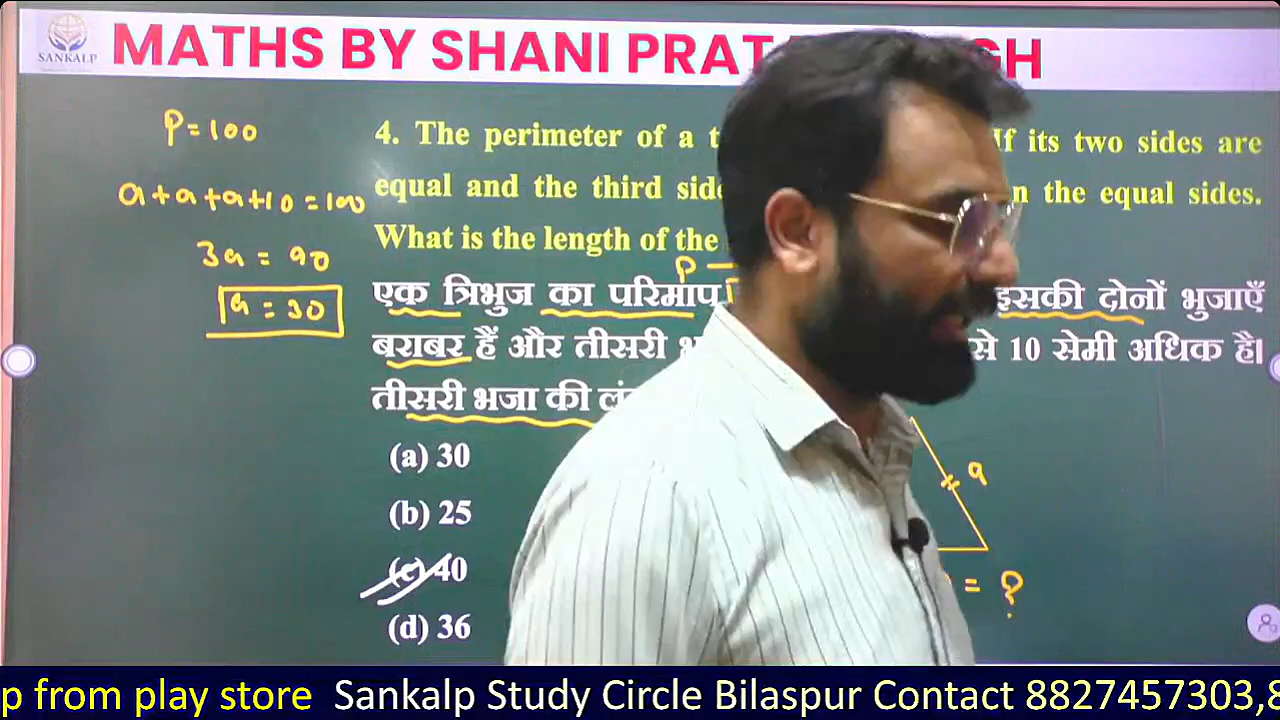 SANKALP
MATHS BY SHANI PRAT GH
P = 100
a + a + a + 10 = 100
3a = 90
a = 30
4. The perimeter of a If its two sides are
equal and the third the equal sides.
What is the length of the
P
एक त्रिभुज का परिमाप इसकी दोनों भुजाएँ
बराबर हैं और तीसरी से 10 सेमी अधिक है।
तीसरी भजा की
(a) 30
(b) 25
(c) 40
(d) 36
a
= ?
p from play store Sankalp Study Circle Bilaspur Contact 8827457303,8